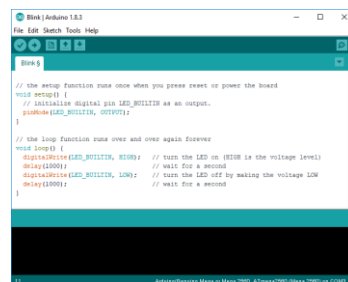 Blink | Arduino 1.8.3
File Edit Sketch Tools Help
Blink §
// the setup function runs once when you press reset or power the board
void setup() {
  // initialize digital pin LED_BUILTIN as an output.
  pinMode(LED_BUILTIN, OUTPUT);
}
// the loop function runs over and over again forever
void loop() {
  digitalWrite(LED_BUILTIN, HIGH);   // turn the LED on (HIGH is the voltage level)
  delay(1000);                       // wait for a second
  digitalWrite(LED_BUILTIN, LOW);    // turn the LED off by making the voltage LOW
  delay(1000);                       // wait for a second
}